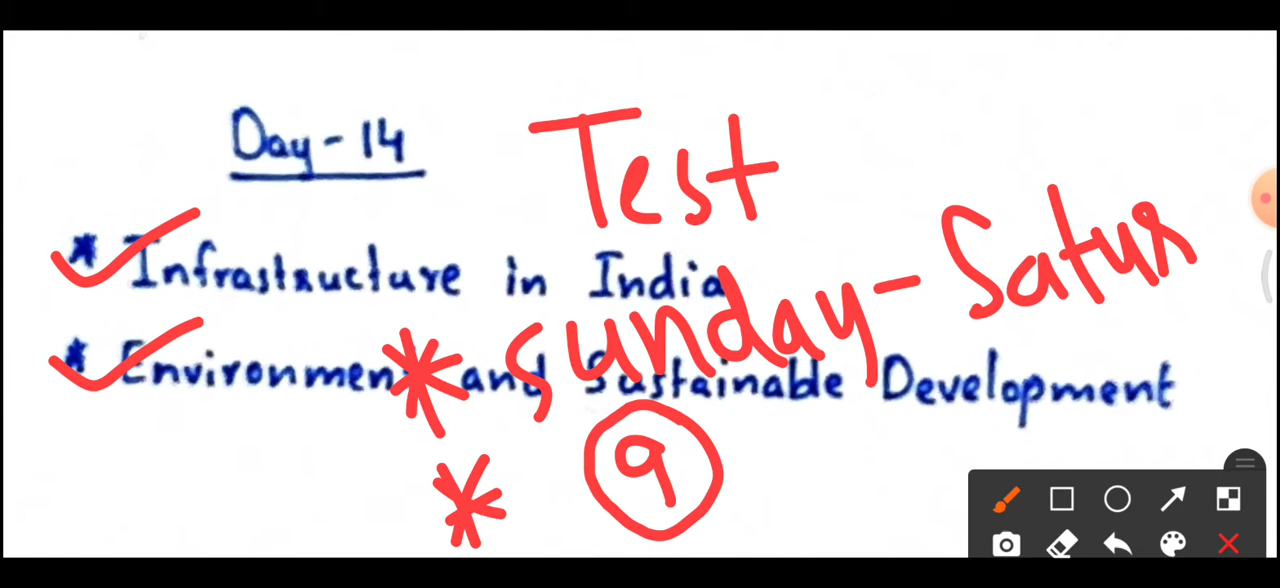 Day - 14
Test
* Infrastructure in India
* Sunday - Satur
* Environment and Sustainable Development
* 9